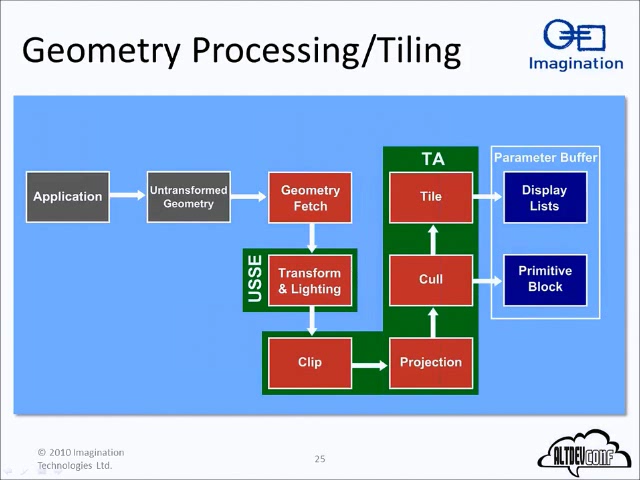 Geometry Processing/Tiling
Imagination
TA
Parameter Buffer
Application
Untransformed
Geometry
Geometry
Fetch
Tile
Display
Lists
USSE
Transform
& Lighting
Cull
Primitive
Block
Clip
Projection
© 2010 Imagination
Technologies Ltd.
25
ALTDEVCONF